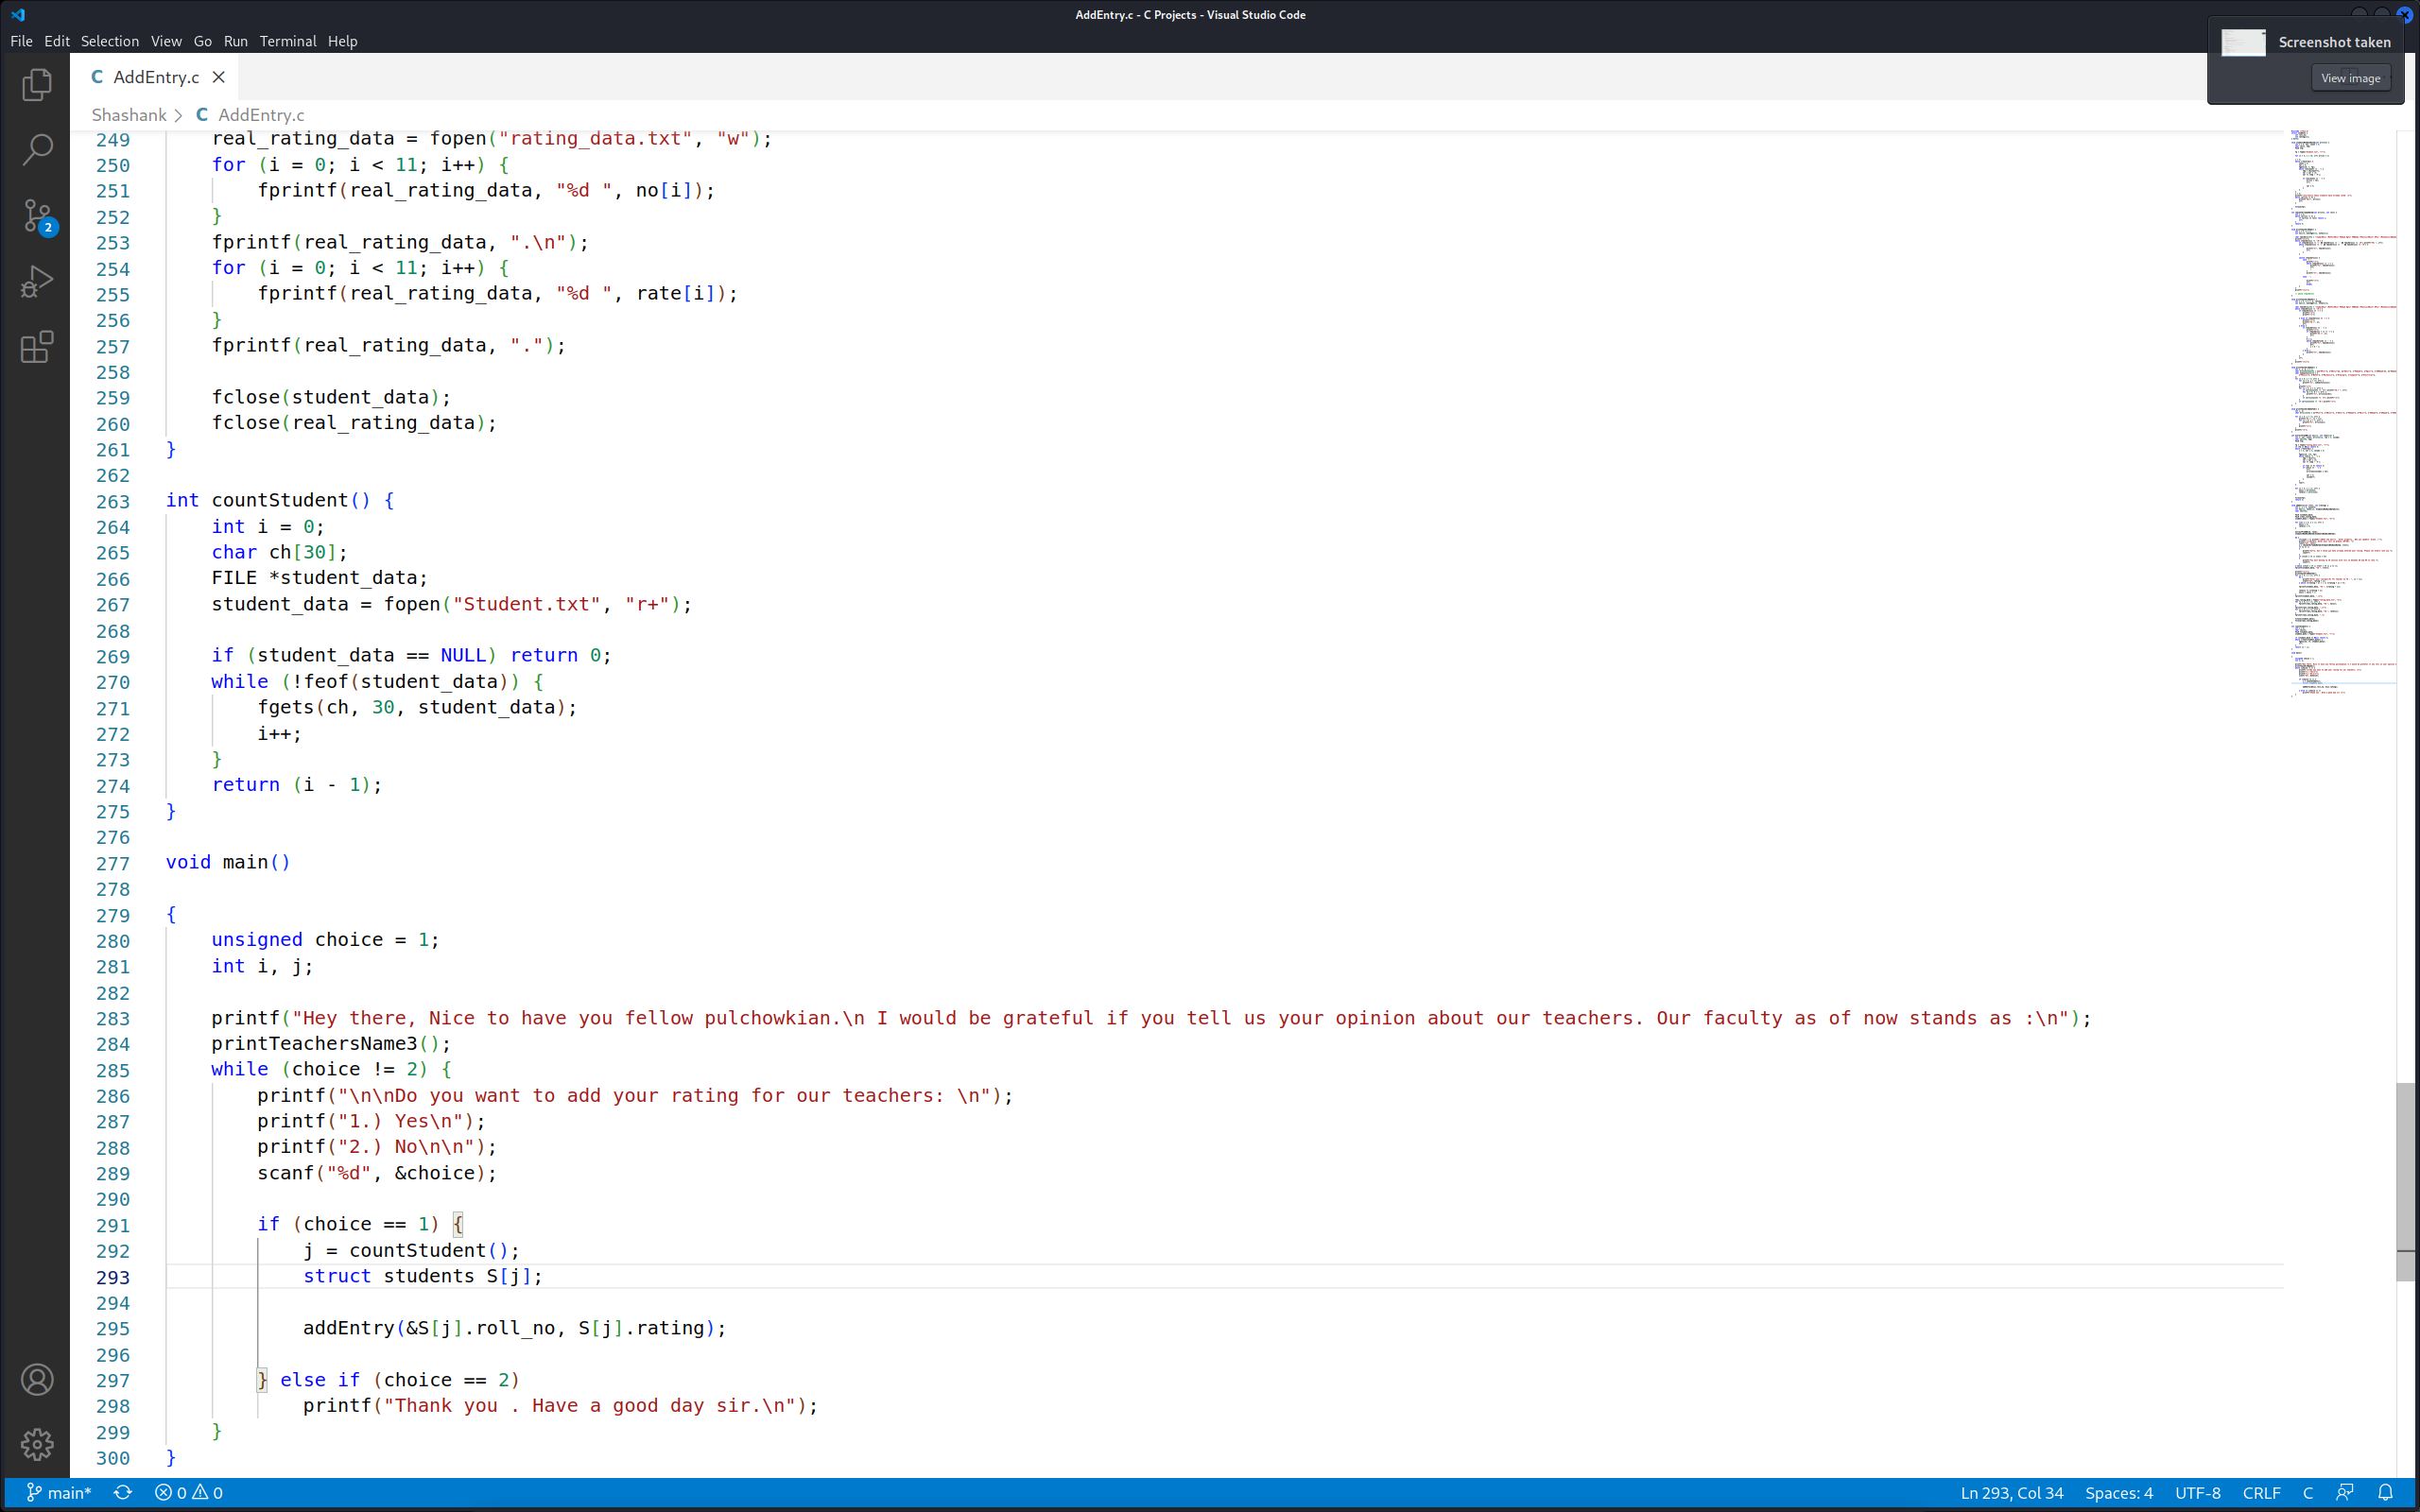 AddEntry.c - C Projects - Visual Studio Code
File Edit Selection View Go Run Terminal Help
Screenshot taken
View image
C AddEntry.c
Shashank > C AddEntry.c
249     real_rating_data = fopen("rating_data.txt", "w");
250     for (i = 0; i < 11; i++) {
251         fprintf(real_rating_data, "%d ", no[i]);
252     }
253     fprintf(real_rating_data, ".\n");
254     for (i = 0; i < 11; i++) {
255         fprintf(real_rating_data, "%d ", rate[i]);
256     }
257     fprintf(real_rating_data, ".");
258
259     fclose(student_data);
260     fclose(real_rating_data);
261 }
262
263 int countStudent() {
264     int i = 0;
265     char ch[30];
266     FILE *student_data;
267     student_data = fopen("Student.txt", "r+");
268
269     if (student_data == NULL) return 0;
270     while (!feof(student_data)) {
271         fgets(ch, 30, student_data);
272         i++;
273     }
274     return (i - 1);
275 }
276
277 void main()
278
279 {
280     unsigned choice = 1;
281     int i, j;
282
283     printf("Hey there, Nice to have you fellow pulchowkian.\n I would be grateful if you tell us your opinion about our teachers. Our faculty as of now stands as :\n");
284     printTeachersName3();
285     while (choice != 2) {
286         printf("\n\nDo you want to add your rating for our teachers: \n");
287         printf("1.) Yes\n");
288         printf("2.) No\n\n");
289         scanf("%d", &choice);
290
291         if (choice == 1) {
292             j = countStudent();
293             struct students S[j];
294
295             addEntry(&S[j].roll_no, S[j].rating);
296
297         } else if (choice == 2)
298             printf("Thank you . Have a good day sir.\n");
299     }
300 }
2
main* 0 0 Ln 293, Col 34 Spaces: 4 UTF-8 CRLF C